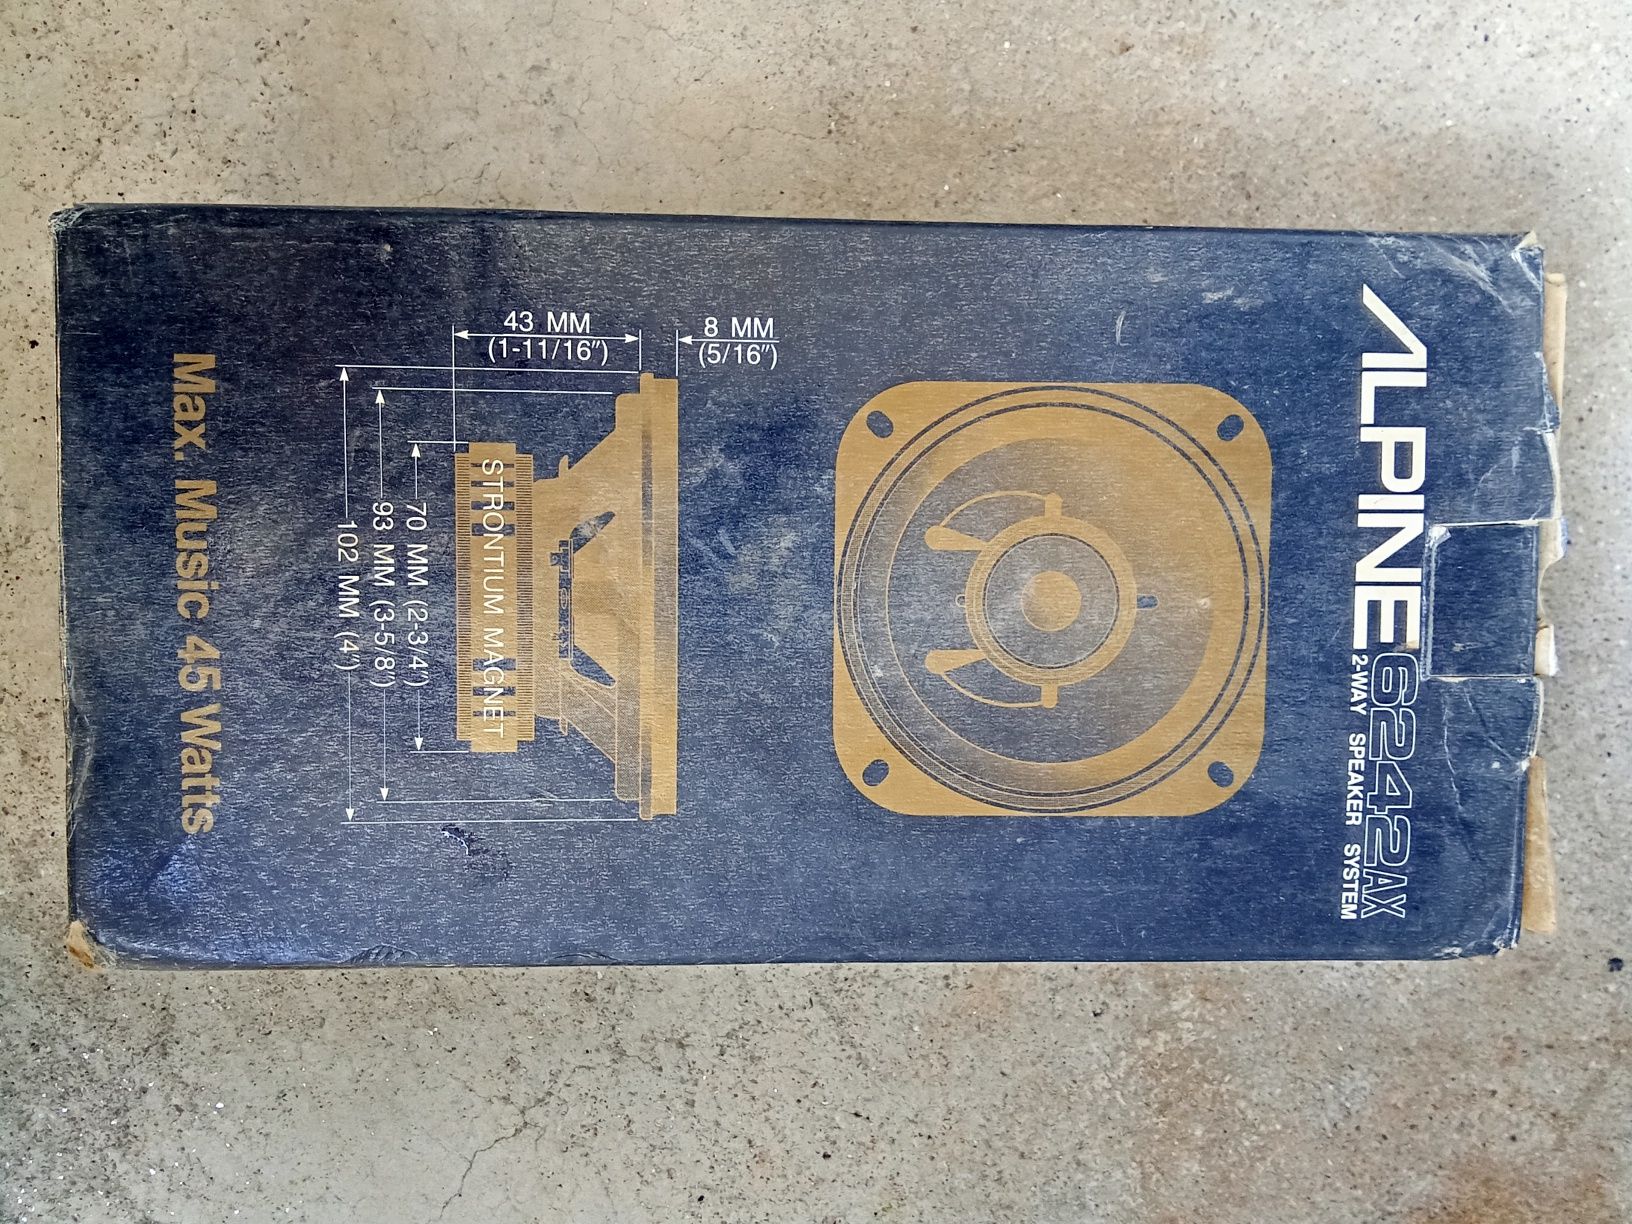 ALPINE 6242AX
2-WAY SPEAKER SYSTEM
8 MM
(5/16″)
43 MM
(1-11/16″)
STRONTIUM MAGNET
70 MM (2-3/4″)
93 MM (3-5/8″)
102 MM (4″)
Max. Music 45 Watts